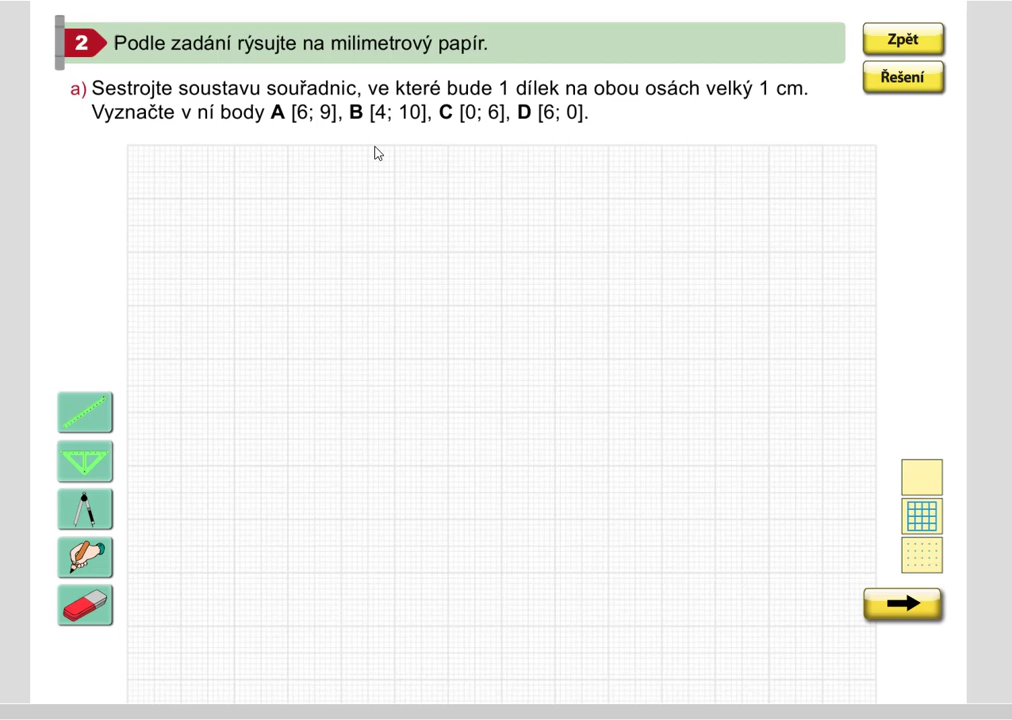 2 Podle zadání rýsujte na milimetrový papír.
Zpět
Řešení
a) Sestrojte soustavu souřadnic, ve které bude 1 dílek na obou osách velký 1 cm.
Vyznačte v ní body A [6; 9], B [4; 10], C [0; 6], D [6; 0].